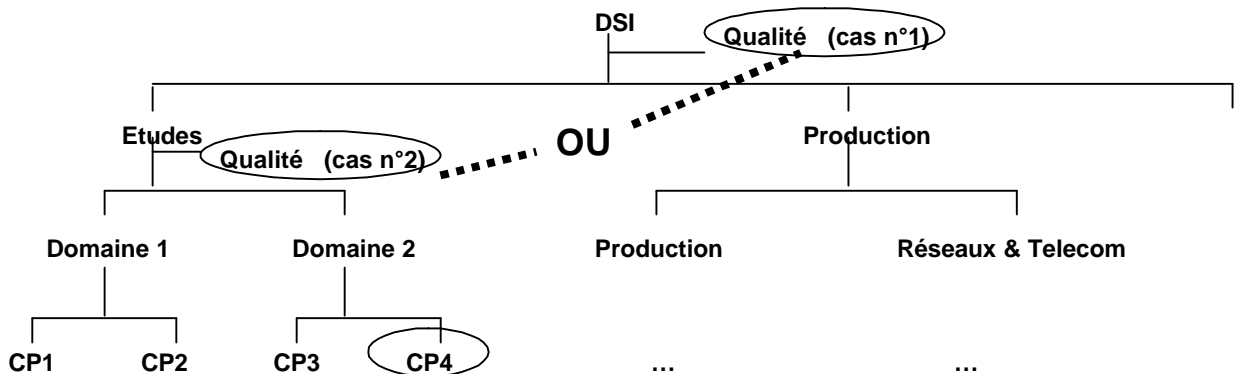 DSI
Qualité (cas n°1)
Etudes
OU
Production
Qualité (cas n°2)
Domaine 1
Domaine 2
Production
Réseaux & Telecom
CP1
CP2
CP3
CP4
...
...